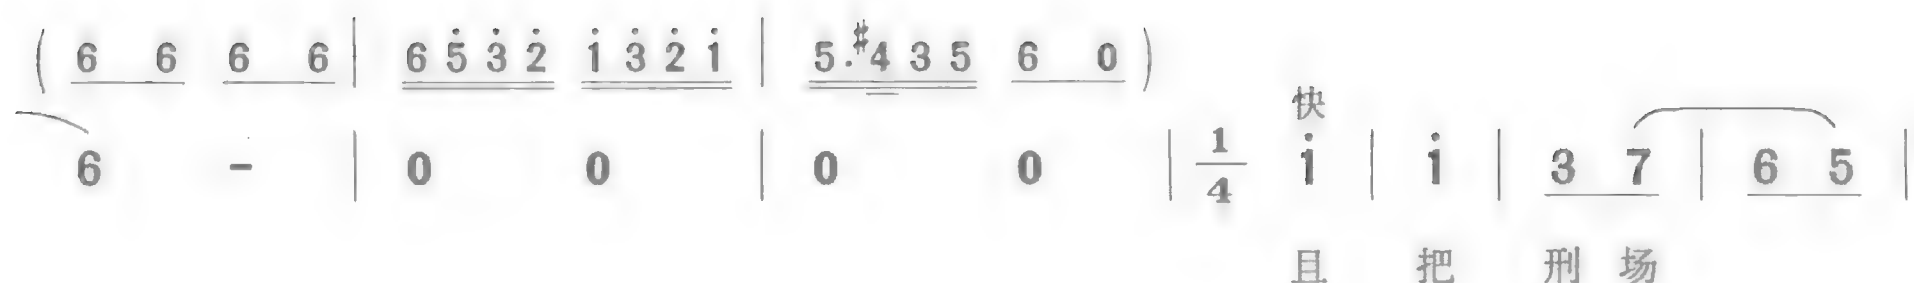 ( 6 6 6 6 | 6 5̇ 3̇ 2̇ 1̇ 3̇ 2̇ 1̇ | 5. #4 3 5 6 0 )
快
6 - | 0 0 | 0 0 | 1/4 1̇ | 1̇ | 3 7 | 6 5 |
且 把 刑 场